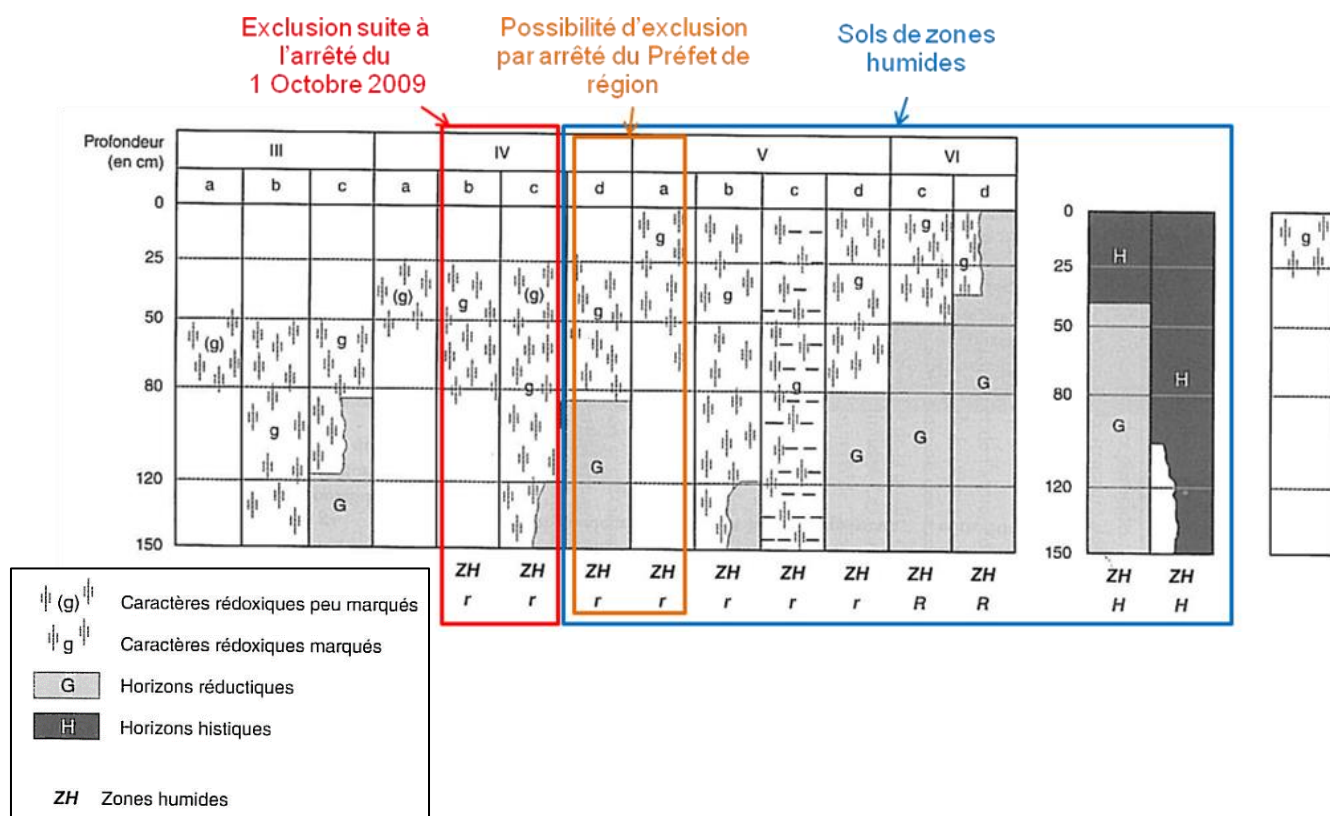 Exclusion suite à
l'arrêté du
1 Octobre 2009
Possibilité d'exclusion
par arrêté du Préfet de
région
Sols de zones
humides
Profondeur
(en cm)
III IV V VI
a b c a b c d a b c d c d
0 0
25 25
50 50
80 80
120 120
150 150
(g) g g g G
(g) g (g) g g G
g g g g G
g G g G
H G H
g
ZH ZH ZH ZH ZH ZH ZH ZH ZH ZH ZH
r r r r r r r R R H H
(g) Caractères rédoxiques peu marqués
g Caractères rédoxiques marqués
G Horizons réductiques
H Horizons histiques
ZH Zones humides